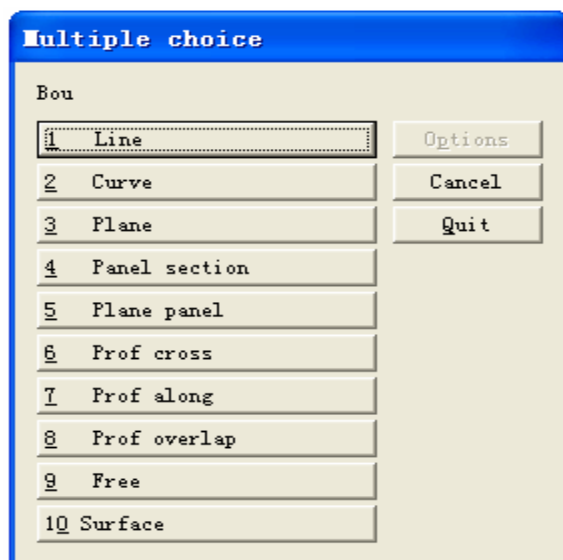 Multiple choice
Bou
1 Line
Options
2 Curve
Cancel
3 Plane
Quit
4 Panel section
5 Plane panel
6 Prof cross
7 Prof along
8 Prof overlap
9 Free
10 Surface